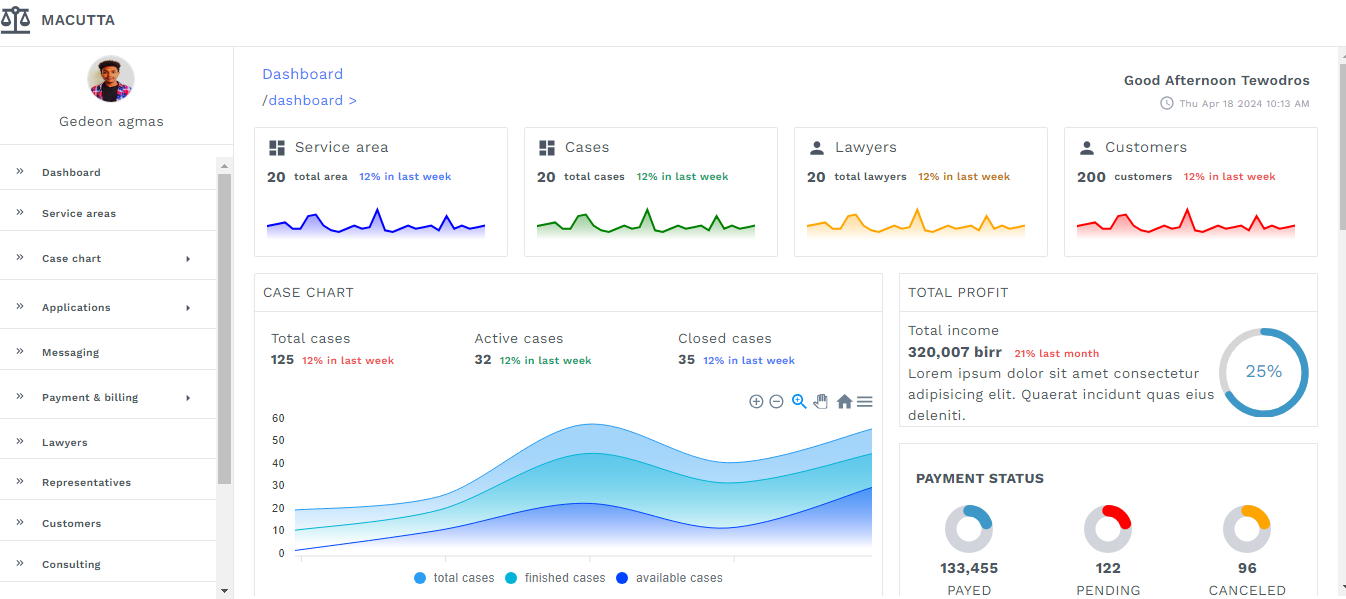 MACUTTA
Gedeon agmas
Dashboard
Service areas
Case chart
Applications
Messaging
Payment & billing
Lawyers
Representatives
Customers
Consulting
Dashboard
/dashboard >
Good Afternoon Tewodros
Thu Apr 18 2024 10:13 AM
Service area
20 total area 12% in last week
Cases
20 total cases 12% in last week
Lawyers
20 total lawyers 12% in last week
Customers
200 customers 12% in last week
CASE CHART
Total cases
125 12% in last week
Active cases
32 12% in last week
Closed cases
35 12% in last week
60
50
40
30
20
10
0
total cases finished cases available cases
TOTAL PROFIT
Total income
320,007 birr 21% last month
Lorem ipsum dolor sit amet consectetur
adipisicing elit. Quaerat incidunt quas eius
deleniti.
25%
PAYMENT STATUS
133,455
PAYED
122
PENDING
96
CANCELED